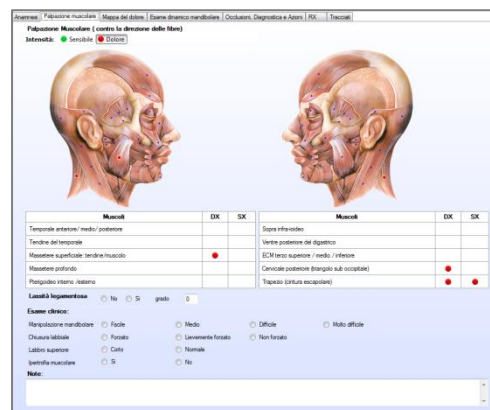 Anamnesi Palpazione muscolare Mappa del dolore Esame dinamico mandibolare Occlusioni, Diagnostica e Azioni RX Tracciati
Palpazione Muscolare ( contro la direzione delle fibre)
Intensità: Sensibile Dolore
Muscoli DX SX Muscoli DX SX
Temporale anteriore/ medio/ posteriore Sopra infra-ioideo
Tendine del temporale Ventre posteriore del digastrico
Massetere superficiale: tendine /muscolo ECM terzo superiore / medio / inferiore
Massetere profondo Cervicale posteriore (triangolo sub occipitale)
Pterigoideo interno /esterno Trapezio (cintura escapolare)
Lassità legamentosa No Si grado 0
Esame clinico:
Manipolazione mandibolare Facile Medio Difficile Molto difficile
Chiusura labbiale Forzato Lievemente forzato Non forzato
Labbro superiore Corto Normale
Ipetrofia muscolare Si No
Note: